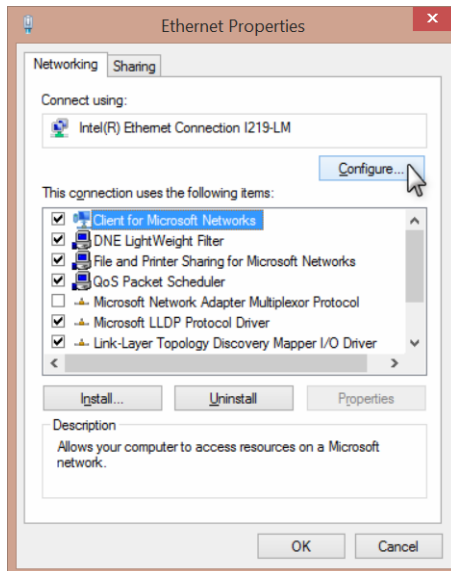 Ethernet Properties
Networking
Sharing
Connect using:
Intel(R) Ethernet Connection I219-LM
Configure...
This connection uses the following items:
Client for Microsoft Networks
DNE LightWeight Filter
File and Printer Sharing for Microsoft Networks
QoS Packet Scheduler
Microsoft Network Adapter Multiplexor Protocol
Microsoft LLDP Protocol Driver
Link-Layer Topology Discovery Mapper I/O Driver
Install...
Uninstall
Properties
Description
Allows your computer to access resources on a Microsoft
network.
OK
Cancel